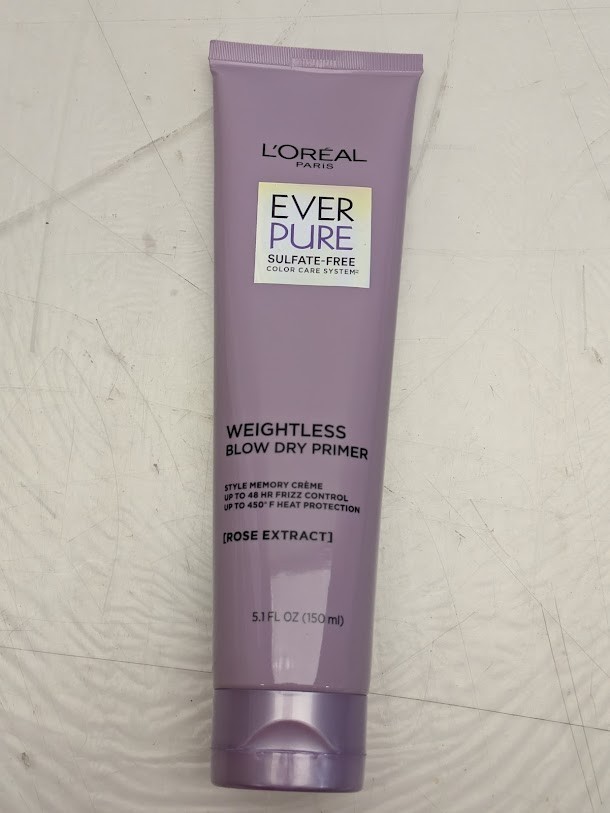 L'ORÉAL
PARIS
EVER
PURE
SULFATE-FREE
COLOR CARE SYSTEM²
WEIGHTLESS
BLOW DRY PRIMER
STYLE MEMORY CRÈME
UP TO 48 HR FRIZZ CONTROL
UP TO 450° F HEAT PROTECTION
[ROSE EXTRACT]
5.1 FL OZ (150 ml)